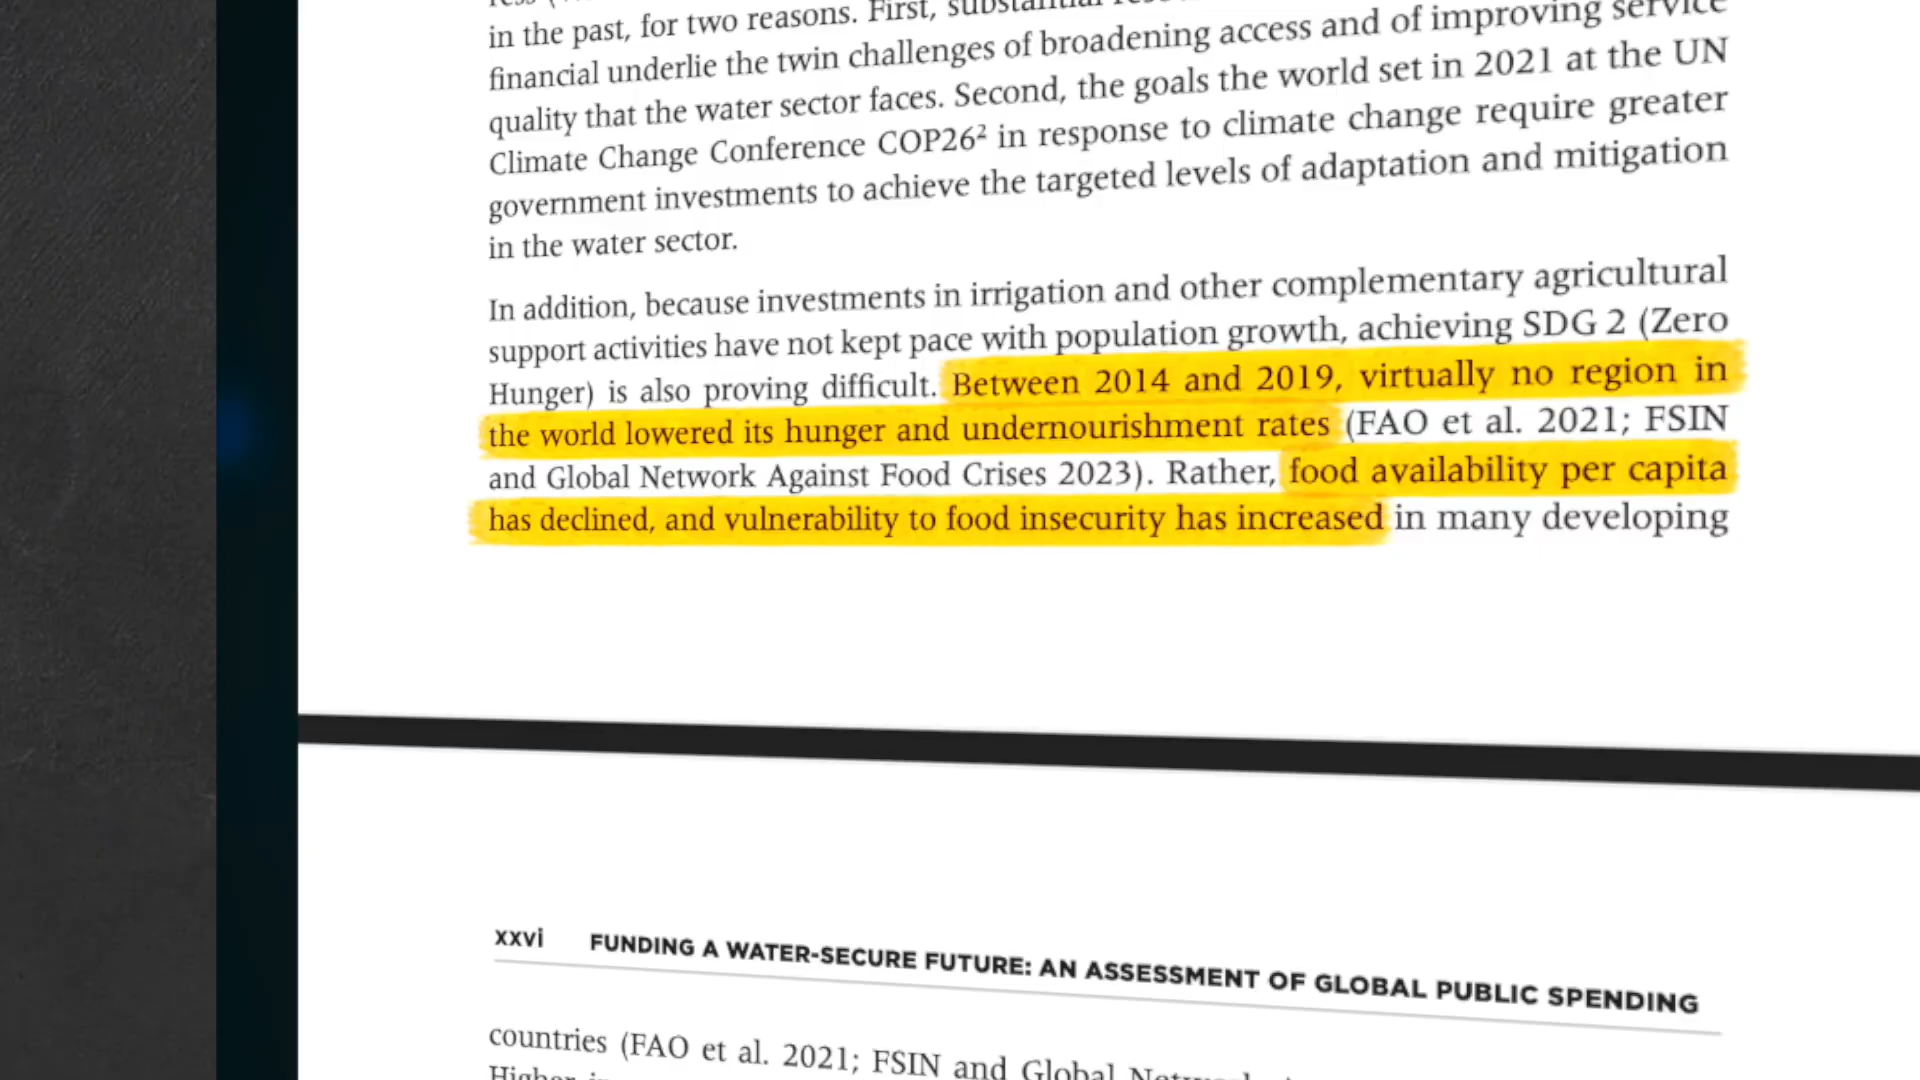 in the past, for two reasons. First, substantial
financial underlie the twin challenges of broadening access and of improving service
quality that the water sector faces. Second, the goals the world set in 2021 at the UN
Climate Change Conference COP26² in response to climate change require greater
government investments to achieve the targeted levels of adaptation and mitigation
in the water sector.
In addition, because investments in irrigation and other complementary agricultural
support activities have not kept pace with population growth, achieving SDG 2 (Zero
Hunger) is also proving difficult. Between 2014 and 2019, virtually no region in
the world lowered its hunger and undernourishment rates (FAO et al. 2021; FSIN
and Global Network Against Food Crises 2023). Rather, food availability per capita
has declined, and vulnerability to food insecurity has increased in many developing
xxvi FUNDING A WATER-SECURE FUTURE: AN ASSESSMENT OF GLOBAL PUBLIC SPENDING
countries (FAO et al. 2021; FSIN and Global
Higher